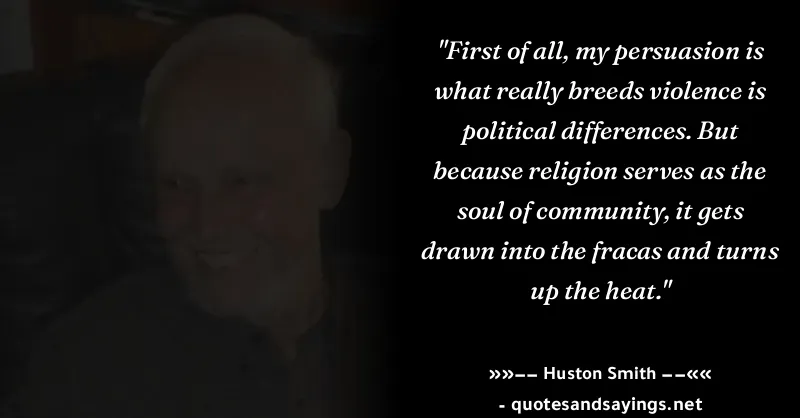 "First of all, my persuasion is
what really breeds violence is
political differences. But
because religion serves as the
soul of community, it gets
drawn into the fracas and turns
up the heat."
»»–– Huston Smith ––««
- quotesandsayings.net